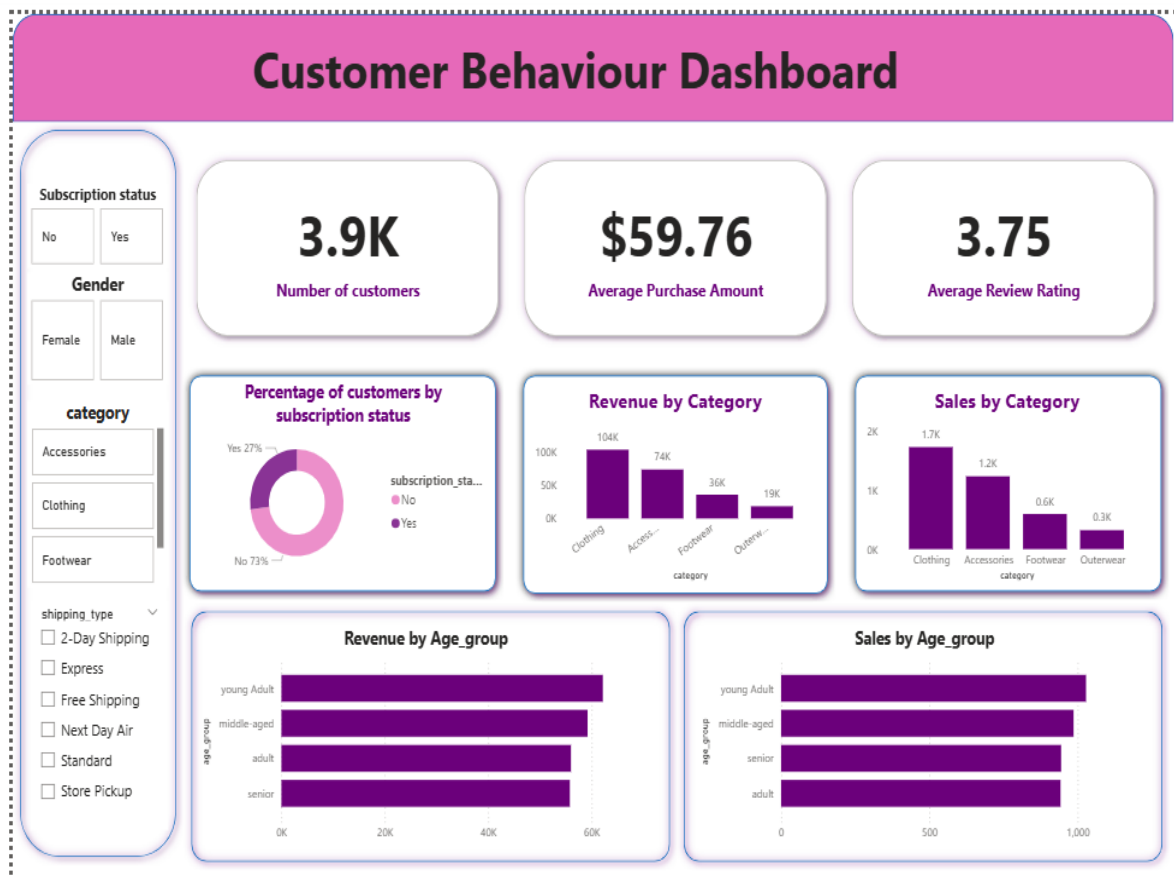 Customer Behaviour Dashboard
Subscription status
No
Yes
Gender
Female
Male
category
Accessories
Clothing
Footwear
shipping_type
2-Day Shipping
Express
Free Shipping
Next Day Air
Standard
Store Pickup
3.9K
Number of customers
$59.76
Average Purchase Amount
3.75
Average Review Rating
Percentage of customers by
subscription status
Yes 27%
No 73%
subscription_sta...
No
Yes
Revenue by Category
100K
50K
0K
104K
74K
36K
19K
Clothing
Access...
Footwear
Outerw...
category
Sales by Category
2K
1K
0K
1.7K
1.2K
0.6K
0.3K
Clothing
Accessories
Footwear
Outerwear
category
Revenue by Age_group
age_group
young Adult
middle-aged
adult
senior
0K
20K
40K
60K
Sales by Age_group
age_group
young Adult
middle-aged
senior
adult
0
500
1,000